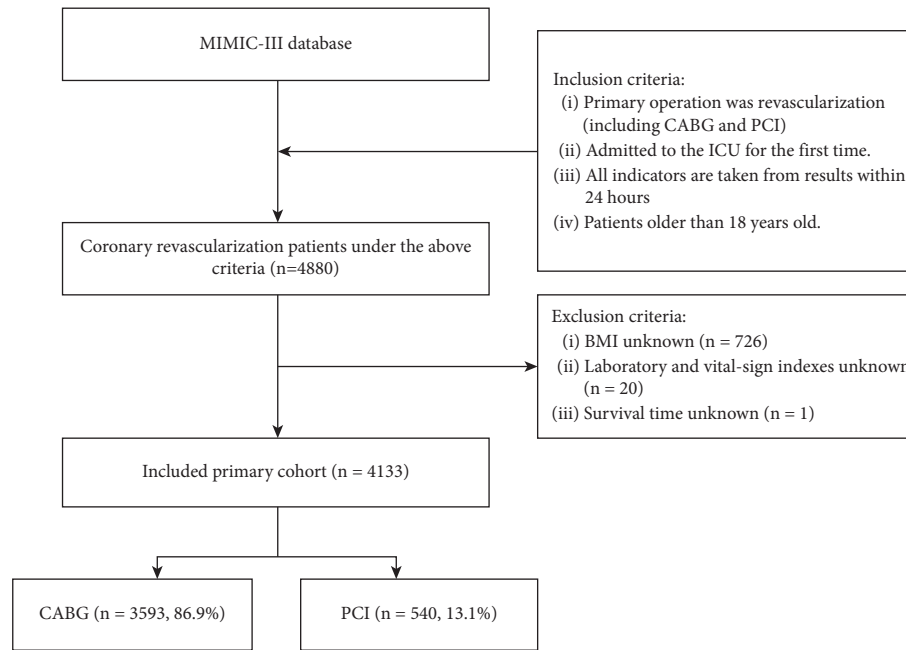 MIMIC-III database
Inclusion criteria:
(i) Primary operation was revascularization
(including CABG and PCI)
(ii) Admitted to the ICU for the first time.
(iii) All indicators are taken from results within
24 hours
(iv) Patients older than 18 years old.
Coronary revascularization patients under the above
criteria (n=4880)
Exclusion criteria:
(i) BMI unknown (n = 726)
(ii) Laboratory and vital-sign indexes unknown
(n = 20)
(iii) Survival time unknown (n = 1)
Included primary cohort (n = 4133)
CABG (n = 3593, 86.9%)
PCI (n = 540, 13.1%)